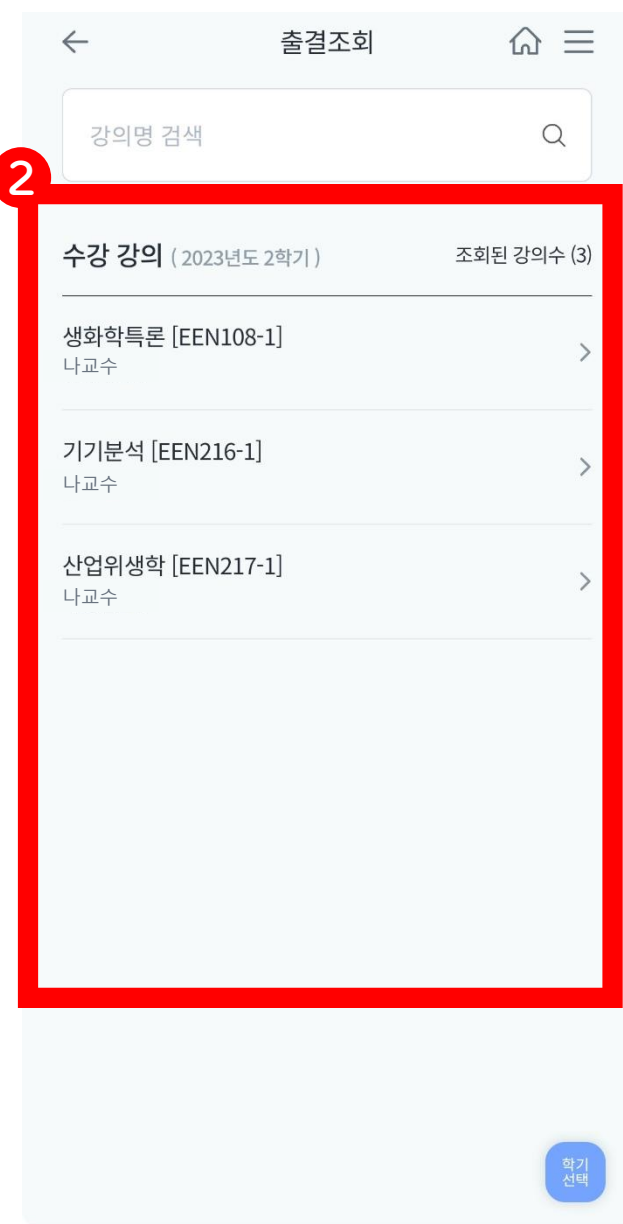 출결조회
강의명 검색
2
수강 강의 ( 2023년도 2학기 ) 조회된 강의수 (3)
생화학특론 [EEN108-1]
나교수
기기분석 [EEN216-1]
나교수
산업위생학 [EEN217-1]
나교수
학기
선택